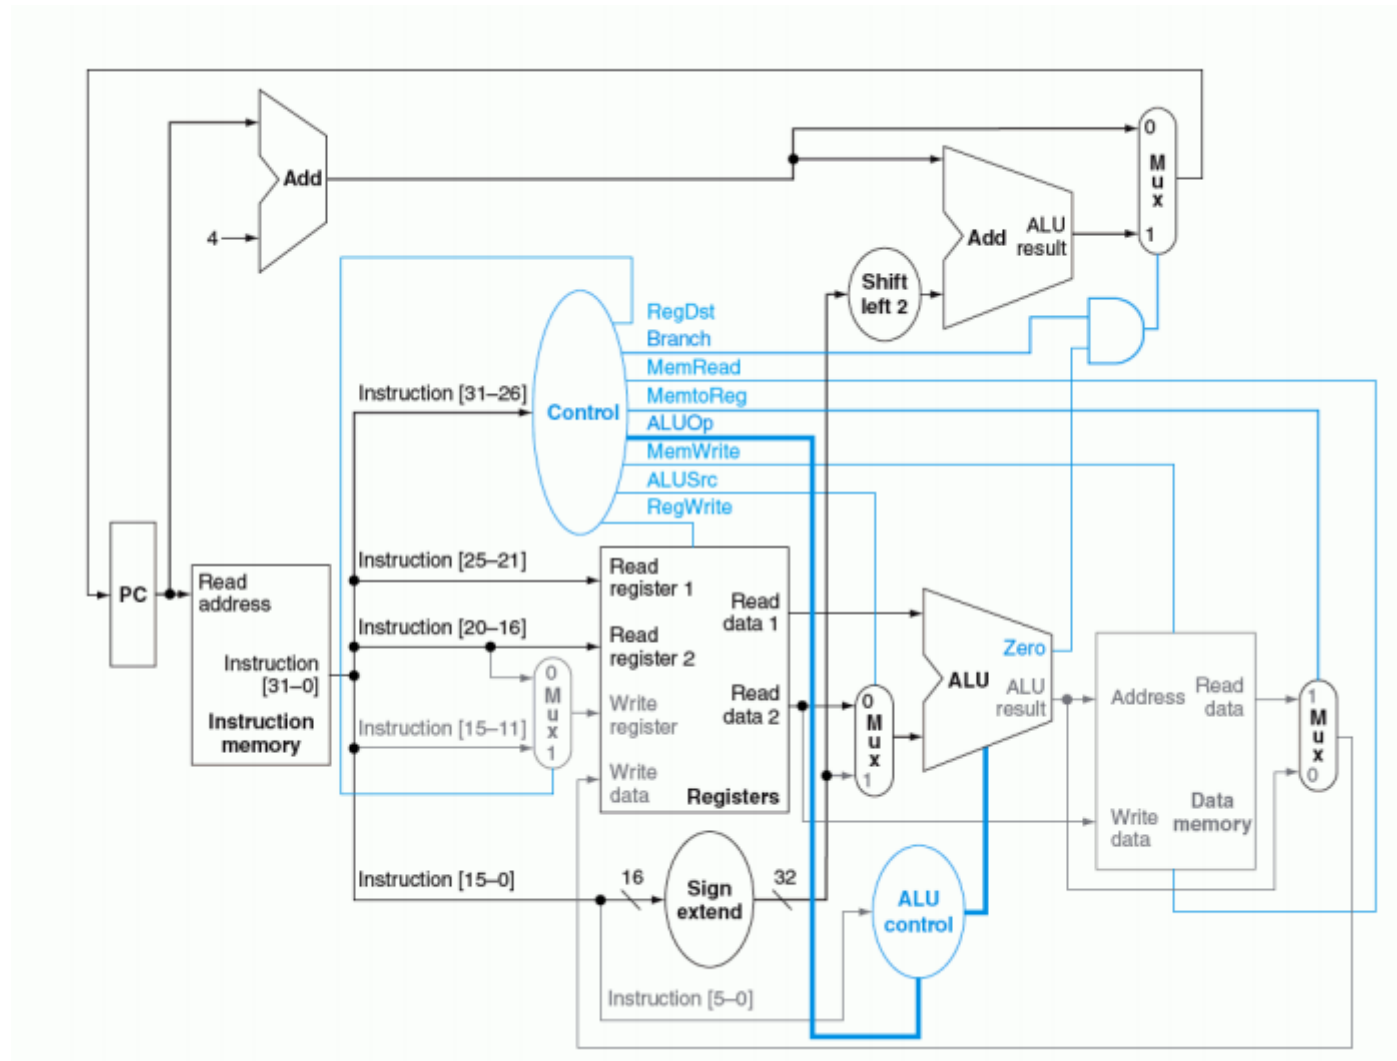 0
M
u
x
1
Add
4
Add
ALU
result
Shift
left 2
RegDst
Branch
MemRead
MemtoReg
ALUOp
MemWrite
ALUSrc
RegWrite
Control
Instruction [31–26]
Instruction [25–21]
Instruction [20–16]
Instruction [15–11]
Instruction [15–0]
Instruction [5–0]
PC
Read
address
Instruction
[31–0]
Instruction
memory
0
M
u
x
1
Read
register 1
Read
register 2
Write
register
Write
data
Read
data 1
Read
data 2
Registers
0
M
u
x
1
Zero
ALU
ALU
result
Address
Read
data
Write
data
Data
memory
1
M
u
x
0
16
Sign
extend
32
ALU
control